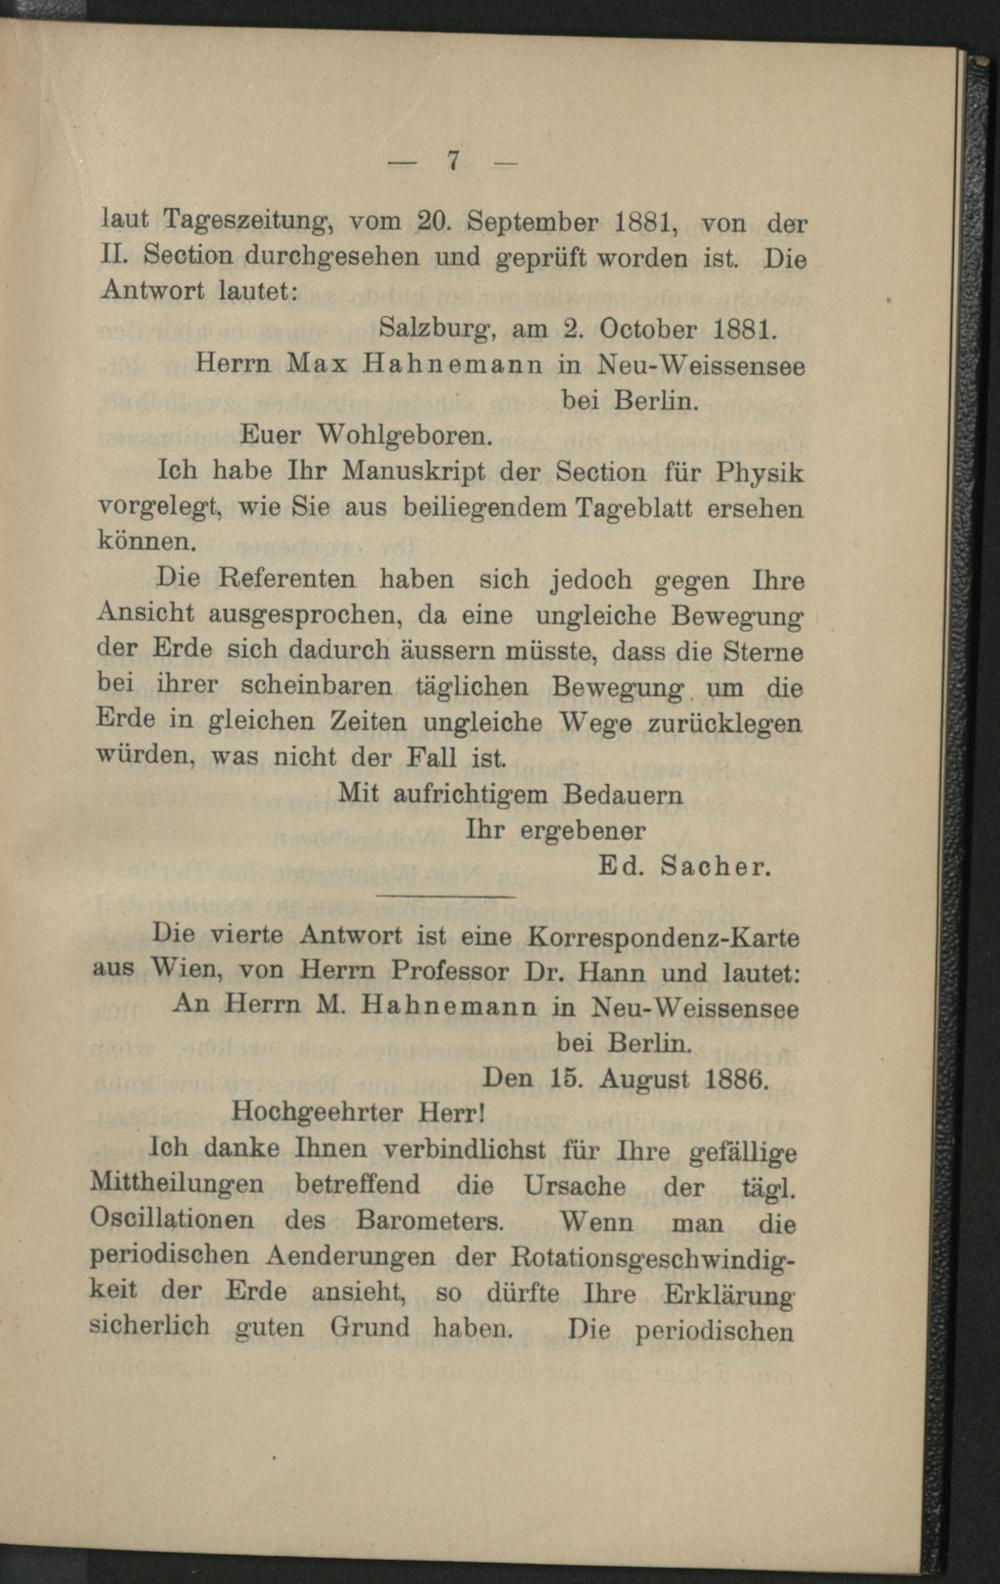 — 7 —
laut Tageszeitung, vom 20. September 1881, von der
II. Section durchgesehen und geprüft worden ist. Die
Antwort lautet:
Salzburg, am 2. October 1881.
Herrn Max Hahnemann in Neu-Weissensee
bei Berlin.
Euer Wohlgeboren.
Ich habe Ihr Manuskript der Section für Physik
vorgelegt, wie Sie aus beiliegendem Tageblatt ersehen
können.
Die Referenten haben sich jedoch gegen Ihre
Ansicht ausgesprochen, da eine ungleiche Bewegung
der Erde sich dadurch äussern müsste, dass die Sterne
bei ihrer scheinbaren täglichen Bewegung um die
Erde in gleichen Zeiten ungleiche Wege zurücklegen
würden, was nicht der Fall ist.
Mit aufrichtigem Bedauern
Ihr ergebener
Ed. Sacher.
Die vierte Antwort ist eine Korrespondenz-Karte
aus Wien, von Herrn Professor Dr. Hann und lautet:
An Herrn M. Hahnemann in Neu-Weissensee
bei Berlin.
Den 15. August 1886.
Hochgeehrter Herr!
Ich danke Ihnen verbindlichst für Ihre gefällige
Mittheilungen betreffend die Ursache der tägl.
Oscillationen des Barometers. Wenn man die
periodischen Aenderungen der Rotationsgeschwindig-
keit der Erde ansieht, so dürfte Ihre Erklärung
sicherlich guten Grund haben. Die periodischen